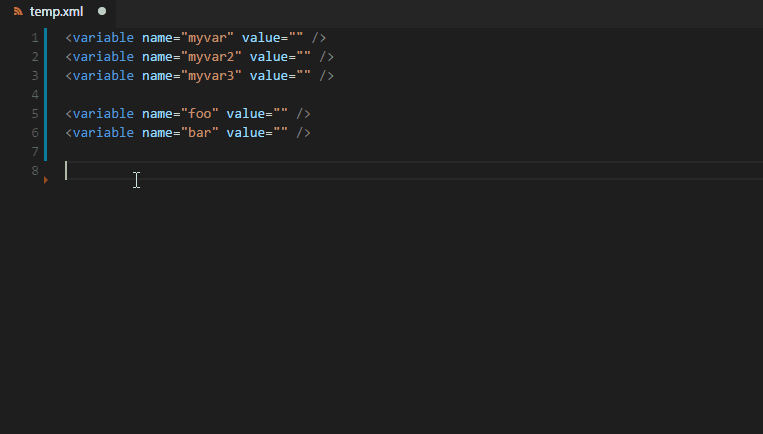 temp.xml
1 <variable name="myvar" value="" />
2 <variable name="myvar2" value="" />
3 <variable name="myvar3" value="" />
4
5 <variable name="foo" value="" />
6 <variable name="bar" value="" />
7
8